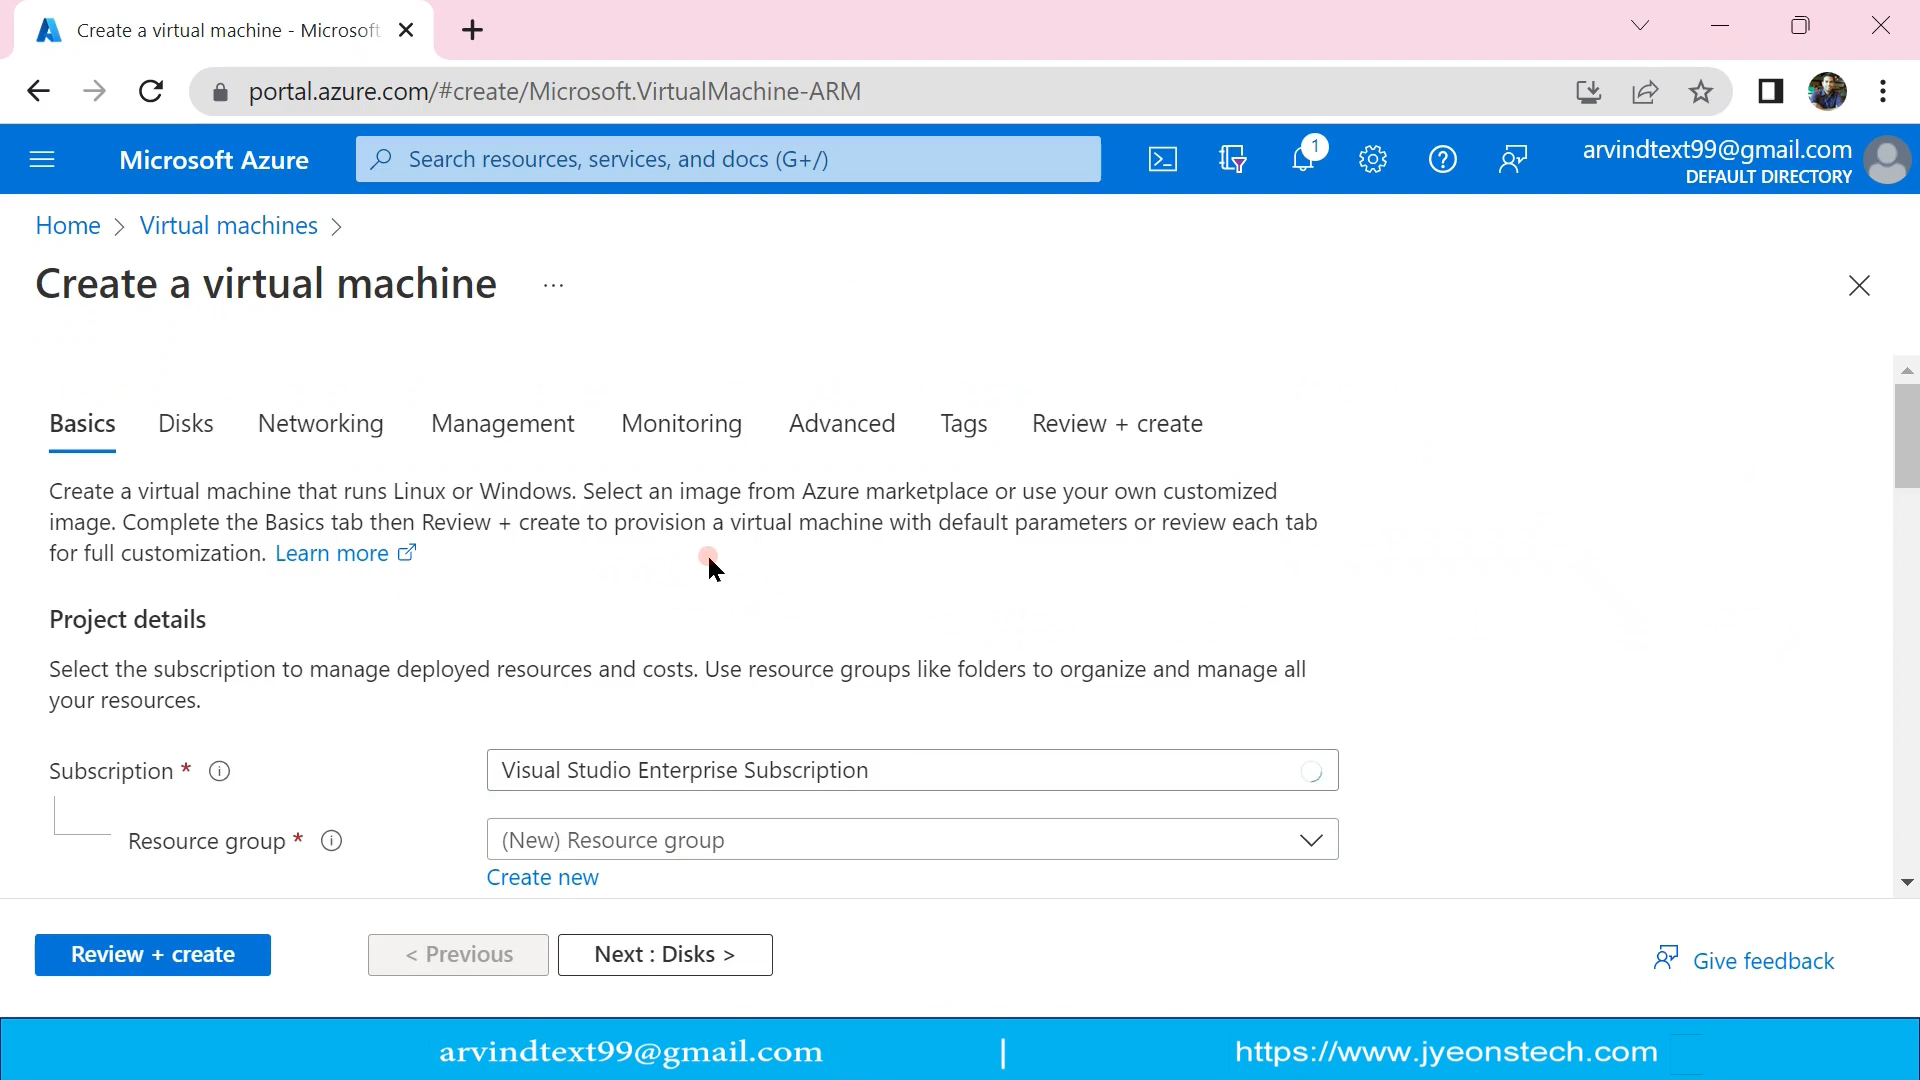 Create a virtual machine - Microsoft
portal.azure.com/#create/Microsoft.VirtualMachine-ARM
Microsoft Azure
Search resources, services, and docs (G+/)
1
arvindtext99@gmail.com
DEFAULT DIRECTORY
Home > Virtual machines >
Create a virtual machine ...
Basics Disks Networking Management Monitoring Advanced Tags Review + create
Create a virtual machine that runs Linux or Windows. Select an image from Azure marketplace or use your own customized
image. Complete the Basics tab then Review + create to provision a virtual machine with default parameters or review each tab
for full customization. Learn more
Project details
Select the subscription to manage deployed resources and costs. Use resource groups like folders to organize and manage all
your resources.
Subscription * Visual Studio Enterprise Subscription
Resource group * (New) Resource group
Create new
Review + create < Previous Next : Disks > Give feedback
arvindtext99@gmail.com | https://www.jyeonstech.com